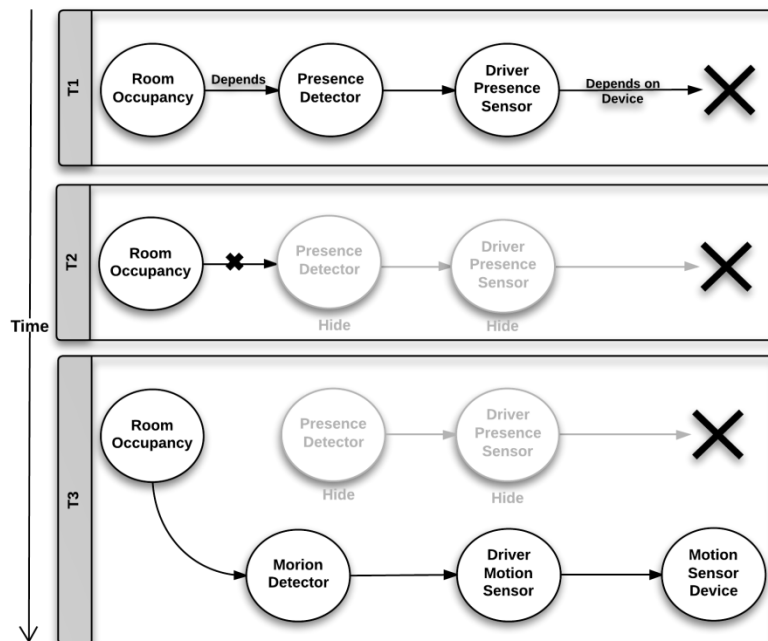 T1
Room
Occupancy
Depends
Presence
Detector
Driver
Presence
Sensor
Depends on
Device
T2
Room
Occupancy
Presence
Detector
Hide
Driver
Presence
Sensor
Hide
Time
T3
Room
Occupancy
Presence
Detector
Hide
Driver
Presence
Sensor
Hide
Morion
Detector
Driver
Motion
Sensor
Motion
Sensor
Device